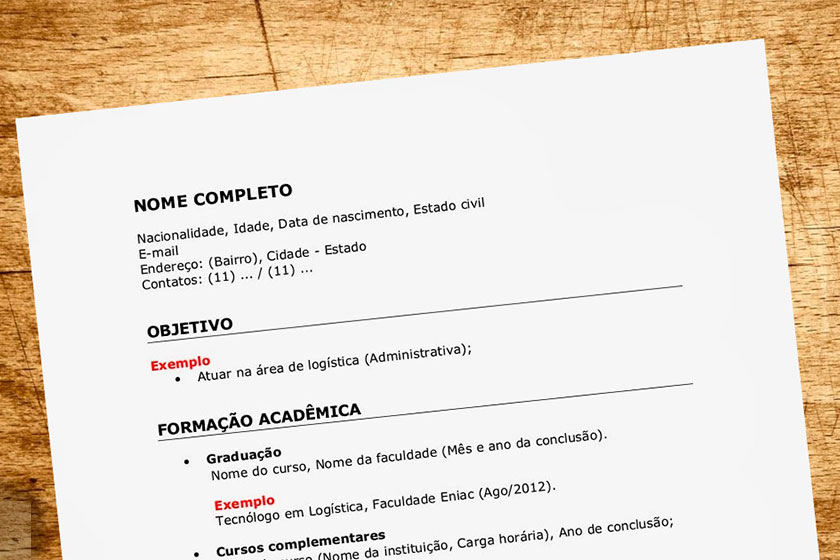 NOME COMPLETO
Nacionalidade, Idade, Data de nascimento, Estado civil
E-mail
Endereço: (Bairro), Cidade - Estado
Contatos: (11) ... / (11) ...
OBJETIVO
Exemplo
• Atuar na área de logística (Administrativa);
FORMAÇÃO ACADÊMICA
• Graduação
Nome do curso, Nome da faculdade (Mês e ano da conclusão).
Exemplo
Tecnólogo em Logística, Faculdade Eniac (Ago/2012).
• Cursos complementares
(Nome da instituição, Carga horária), Ano de conclusão;